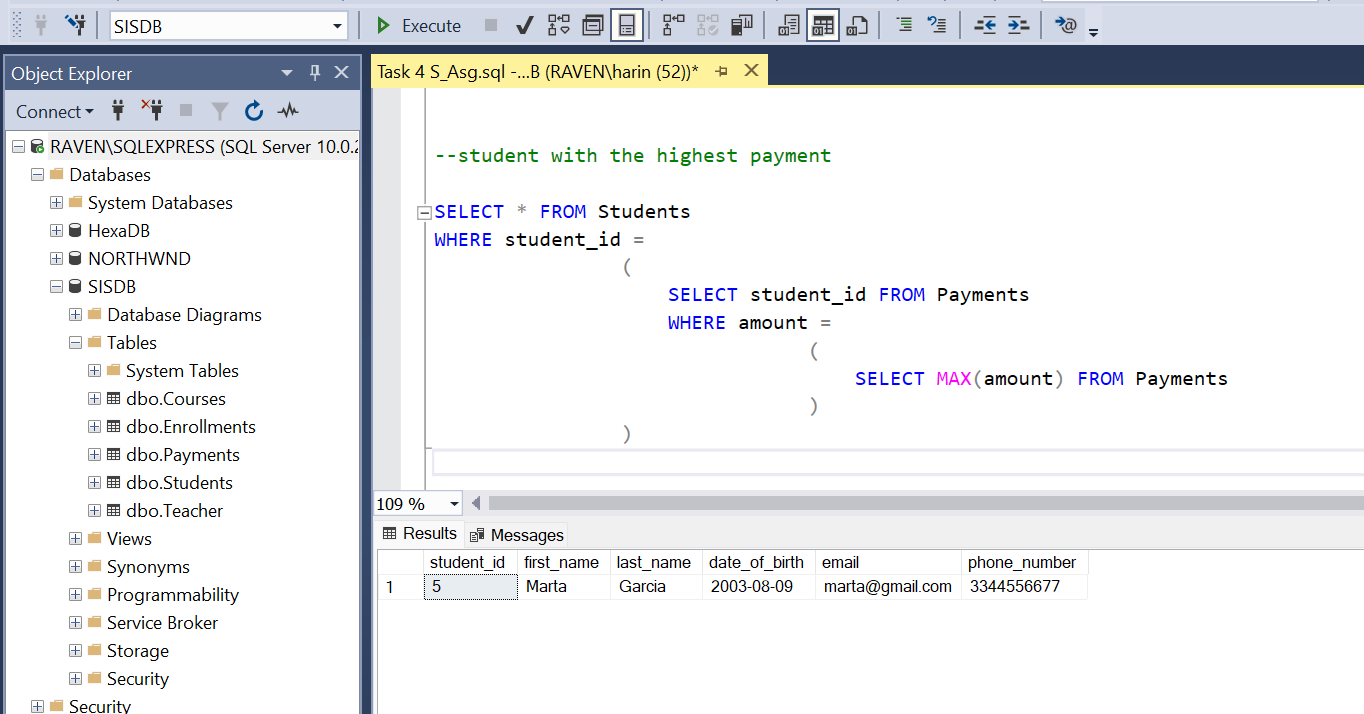 SISDB
Execute
Object Explorer
Connect
RAVEN\SQLEXPRESS (SQL Server 10.0.2
Databases
System Databases
HexaDB
NORTHWND
SISDB
Database Diagrams
Tables
System Tables
dbo.Courses
dbo.Enrollments
dbo.Payments
dbo.Students
dbo.Teacher
Views
Synonyms
Programmability
Service Broker
Storage
Security
Security
Task 4 S_Asg.sql -...B (RAVEN\harin (52))*
--student with the highest payment
SELECT * FROM Students
WHERE student_id =
(
SELECT student_id FROM Payments
WHERE amount =
(
SELECT MAX(amount) FROM Payments
)
)
109 %
Results Messages
student_id first_name last_name date_of_birth email phone_number
1 5 Marta Garcia 2003-08-09 marta@gmail.com 3344556677